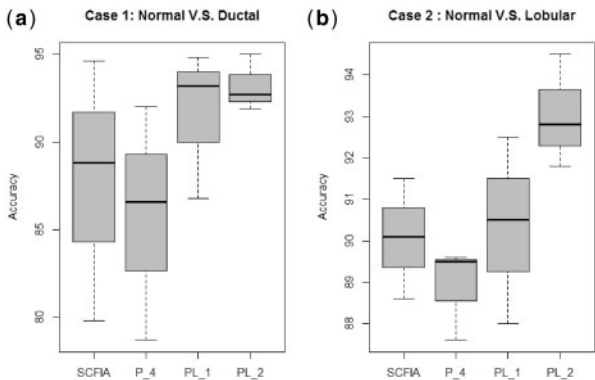 (a) Case 1: Normal V.S. Ductal
Accuracy
95
90
85
80
SCFIA P_4 PL_1 PL_2
(b) Case 2 : Normal V.S. Lobular
Accuracy
94
93
92
91
90
89
88
SCFIA P_4 PL_1 PL_2